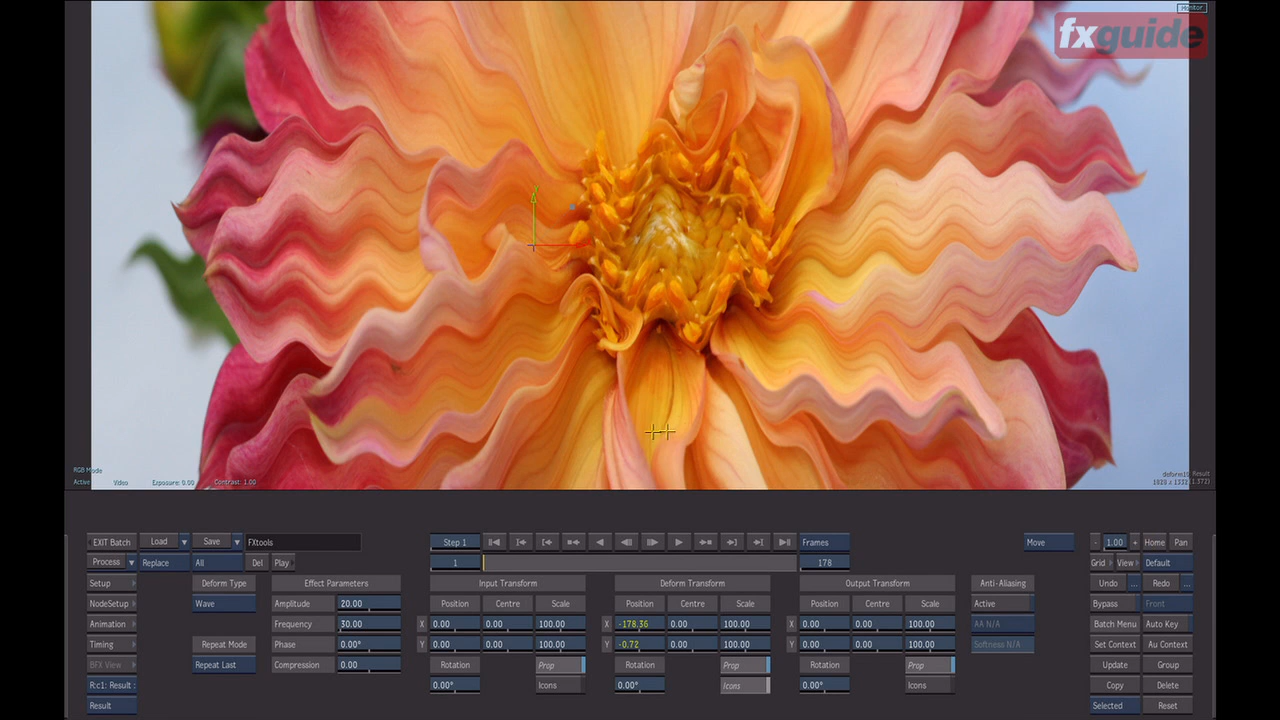 Monitor
fxguide
RGB Mode
Active Video Exposure: 0.00 Contrast: 1.00
deform10 Result
EXIT Batch Load Save FXtools Step 1 Frames Move - 1.00 + Home Pan
Process Replace All Del Play 1 178 Grid View Default
Setup Deform Type Effect Parameters Input Transform Deform Transform Output Transform Anti-Aliasing Undo ... Redo ...
NodeSetup Wave Amplitude 20.00 Position Centre Scale Position Centre Scale Position Centre Scale Active Bypass Front
Animation Frequency 30.00 X 0.00 0.00 100.00 X -178.36 0.00 100.00 X 0.00 0.00 100.00 AA N/A Batch Menu Auto Key
Timing Repeat Mode Phase 0.00° Y 0.00 0.00 100.00 Y -0.72 0.00 100.00 Y 0.00 0.00 100.00 Softness N/A Set Context Au Context
BFX View Repeat Last Compression 0.00 Rotation Prop Rotation Prop Rotation Prop Update Group
R:c1: Result : 0.00° Icons 0.00° Icons 0.00° Icons Copy Delete
Result Selected Reset